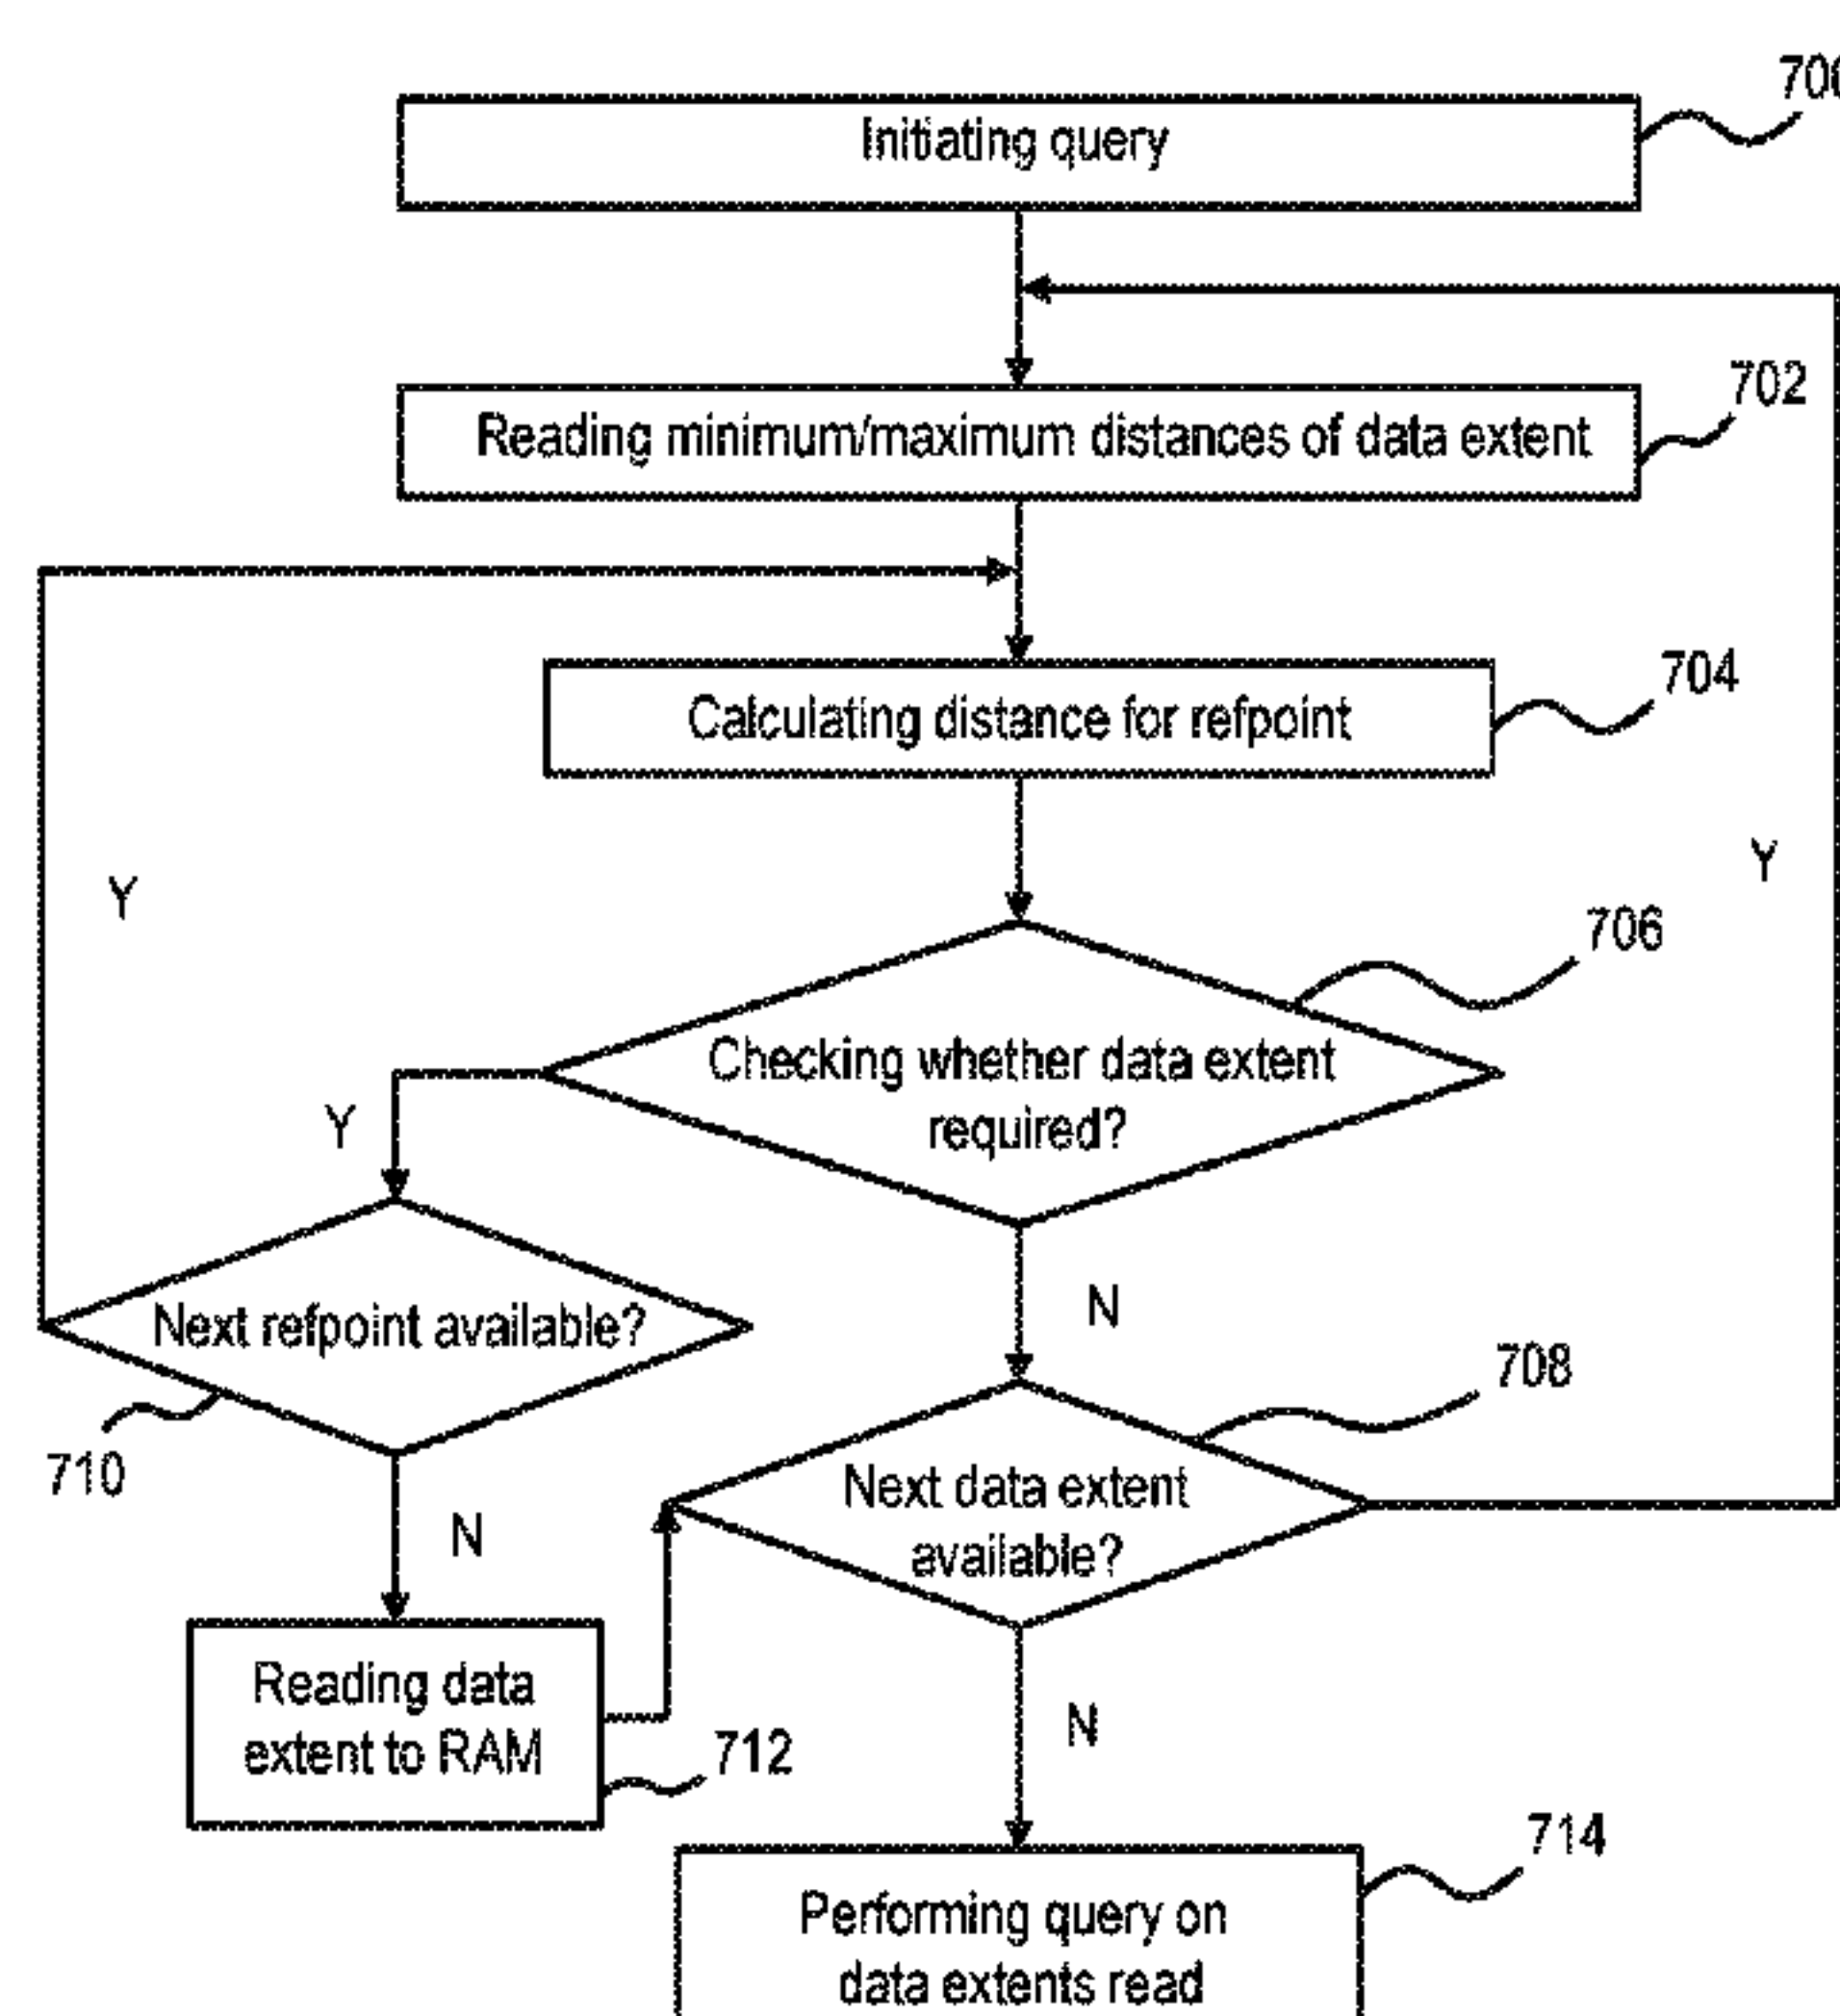 700
Initiating query
702
Reading minimum/maximum distances of data extent
704
Calculating distance for refpoint
Y
Y
706
Checking whether data extent
required?
Y
N
Next refpoint available?
708
710
Next data extent
available?
N
Reading data
extent to RAM
712
N
714
Performing query on
data extents read